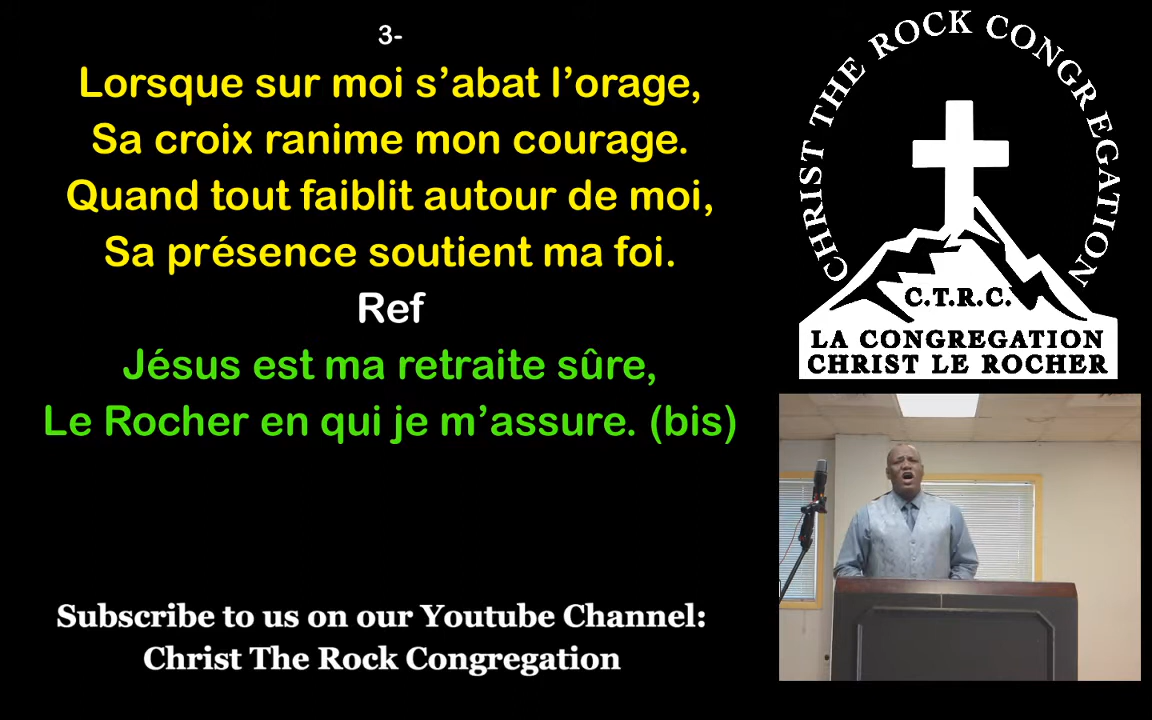 3-
Lorsque sur moi s’abat l’orage,
Sa croix ranime mon courage.
Quand tout faiblit autour de moi,
Sa présence soutient ma foi.
Ref
Jésus est ma retraite sûre,
Le Rocher en qui je m’assure. (bis)
Subscribe to us on our Youtube Channel:
Christ The Rock Congregation
CHRIST THE ROCK CONGREGATION
C.T.R.C.
LA CONGREGATION
CHRIST LE ROCHER